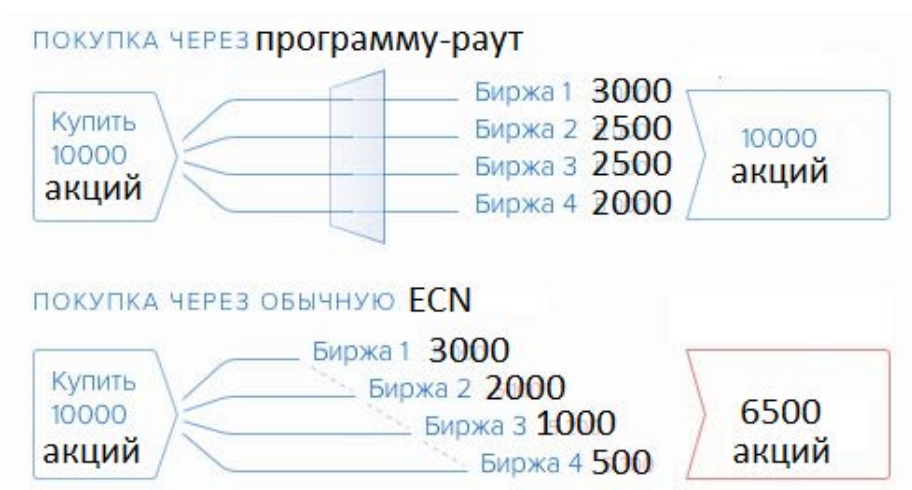 ПОКУПКА ЧЕРЕЗ программу-раут
Купить
10000
акций
Биржа 1 3000
Биржа 2 2500
Биржа 3 2500
Биржа 4 2000
10000
акций
ПОКУПКА ЧЕРЕЗ ОБЫЧНУЮ ECN
Купить
10000
акций
Биржа 1 3000
Биржа 2 2000
Биржа 3 1000
Биржа 4 500
6500
акций